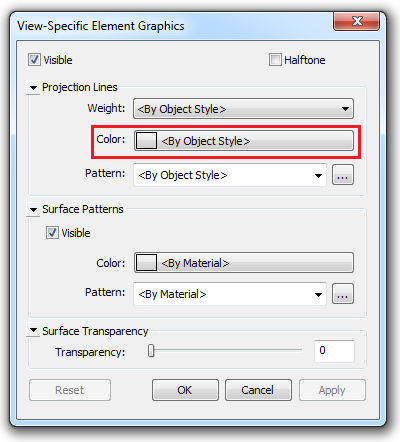 View-Specific Element Graphics
Visible Halftone
Projection Lines
Weight: <By Object Style>
Color: <By Object Style>
Pattern: <By Object Style> ...
Surface Patterns
Visible
Color: <By Material>
Pattern: <By Material> ...
Surface Transparency
Transparency: 0
Reset OK Cancel Apply